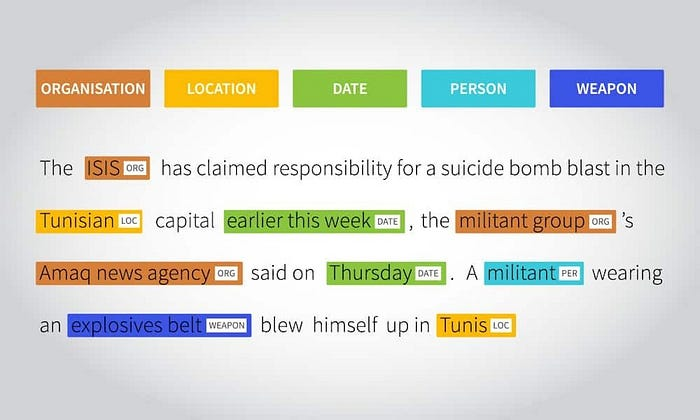 ORGANISATION LOCATION DATE PERSON WEAPON
The ISIS ORG has claimed responsibility for a suicide bomb blast in the
Tunisian LOC capital earlier this week DATE , the militant group ORG 's
Amaq news agency ORG said on Thursday DATE . A militant PER wearing
an explosives belt WEAPON blew himself up in Tunis LOC